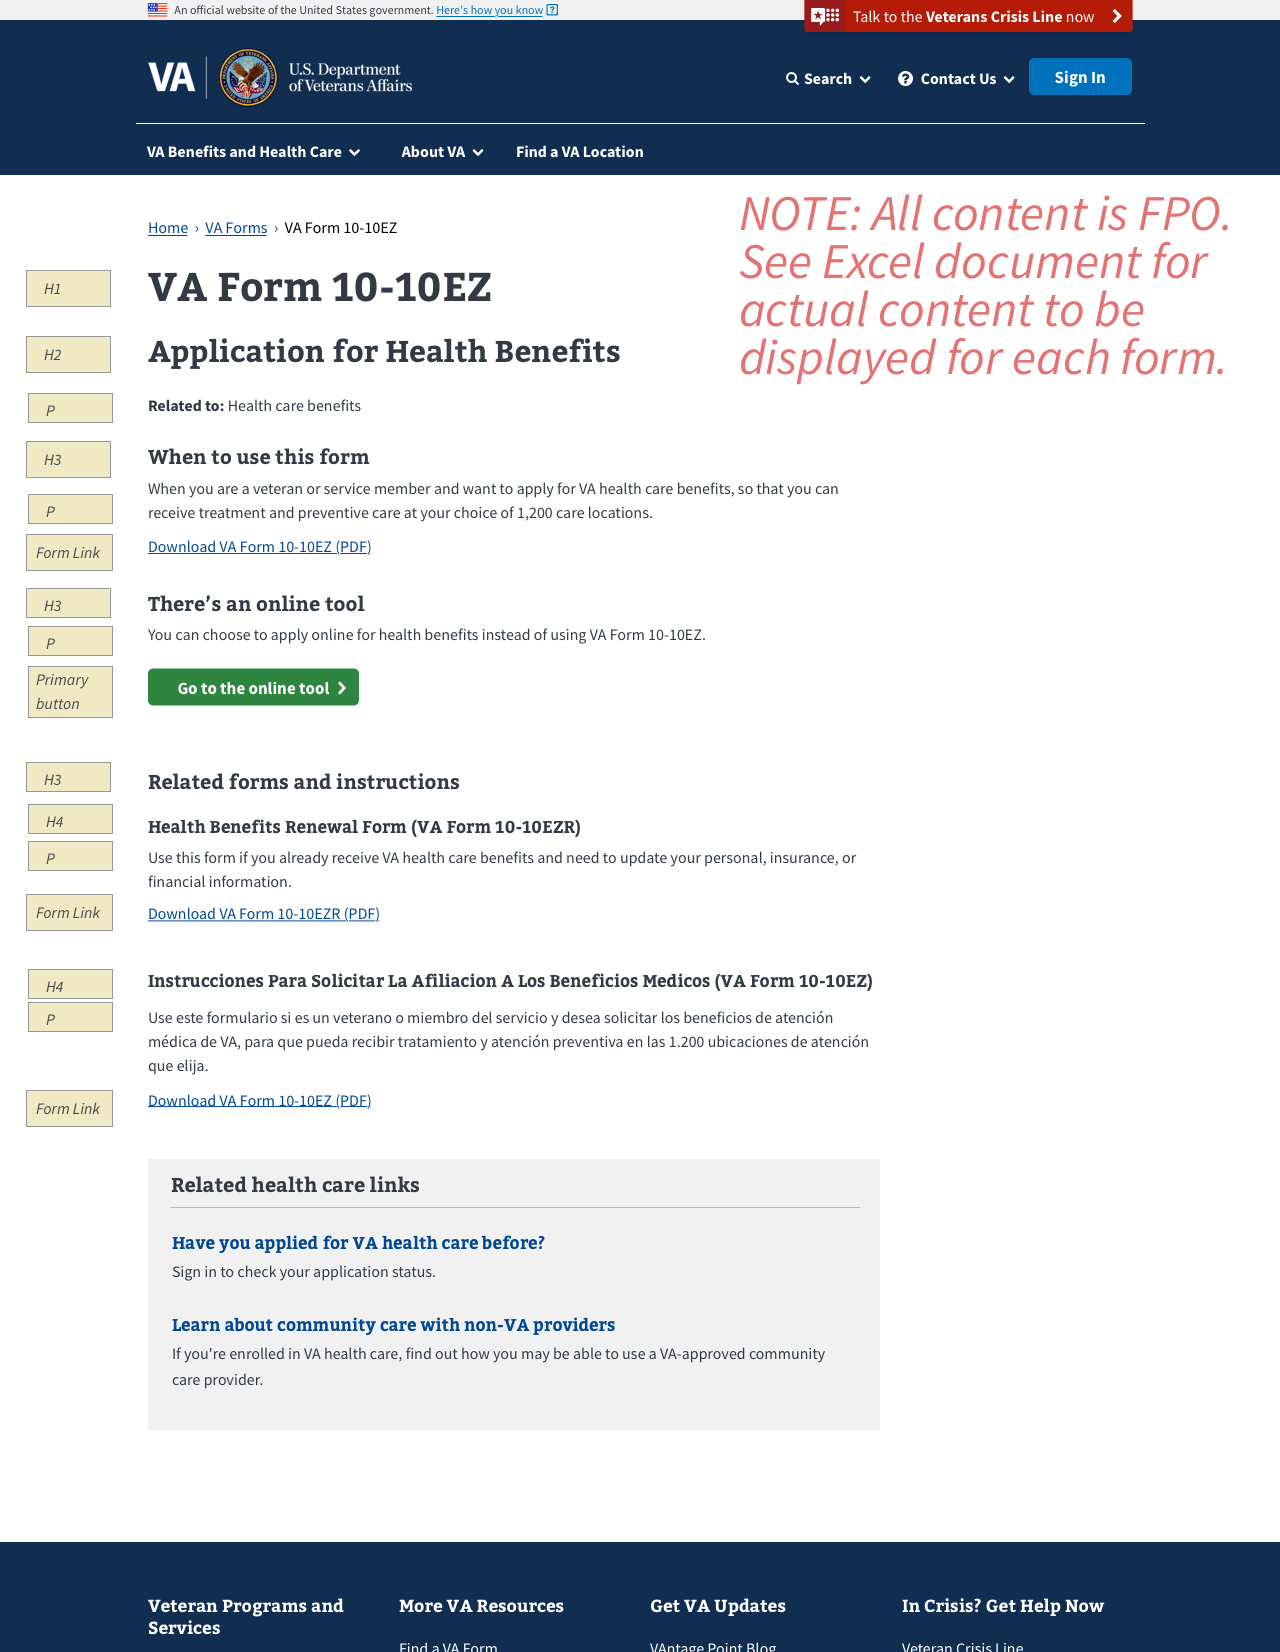 An official website of the United States government. Here's how you know
Talk to the Veterans Crisis Line now
VA
U.S. Department
of Veterans Affairs
Search
Contact Us
Sign In
VA Benefits and Health Care
About VA
Find a VA Location
Home › VA Forms › VA Form 10-10EZ
NOTE: All content is FPO.
See Excel document for
actual content to be
displayed for each form.
H1
VA Form 10-10EZ
H2
Application for Health Benefits
P
Related to: Health care benefits
H3
When to use this form
P
When you are a veteran or service member and want to apply for VA health care benefits, so that you can
receive treatment and preventive care at your choice of 1,200 care locations.
Form Link
Download VA Form 10-10EZ (PDF)
H3
There’s an online tool
P
You can choose to apply online for health benefits instead of using VA Form 10-10EZ.
Primary
button
Go to the online tool
H3
Related forms and instructions
H4
Health Benefits Renewal Form (VA Form 10-10EZR)
P
Use this form if you already receive VA health care benefits and need to update your personal, insurance, or
financial information.
Form Link
Download VA Form 10-10EZR (PDF)
H4
Instrucciones Para Solicitar La Afiliacion A Los Beneficios Medicos (VA Form 10-10EZ)
P
Use este formulario si es un veterano o miembro del servicio y desea solicitar los beneficios de atención
médica de VA, para que pueda recibir tratamiento y atención preventiva en las 1.200 ubicaciones de atención
que elija.
Form Link
Download VA Form 10-10EZ (PDF)
Related health care links
Have you applied for VA health care before?
Sign in to check your application status.
Learn about community care with non-VA providers
If you're enrolled in VA health care, find out how you may be able to use a VA-approved community
care provider.
Veteran Programs and
Services
More VA Resources
Get VA Updates
In Crisis? Get Help Now
Find a VA Form
VAntage Point Blog
Veteran Crisis Line